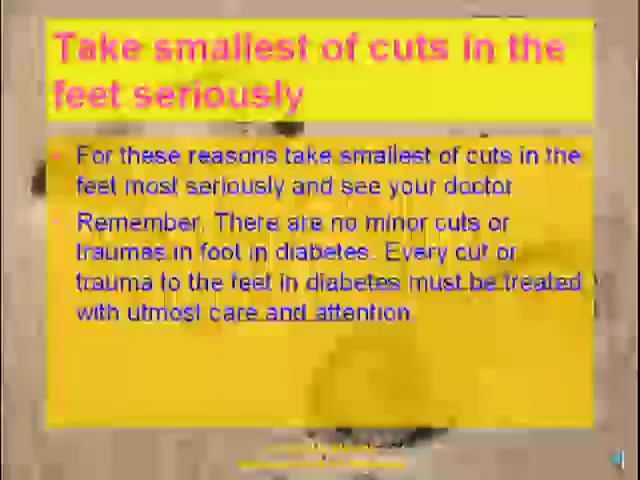 Take smallest of cuts in the
feet seriously
For these reasons take smallest of cuts in the
feet most seriously and see your doctor
Remember. There are no minor cuts or
traumas in foot in diabetes. Every cut or
trauma to the feet in diabetes must be treated
with utmost care and attention.